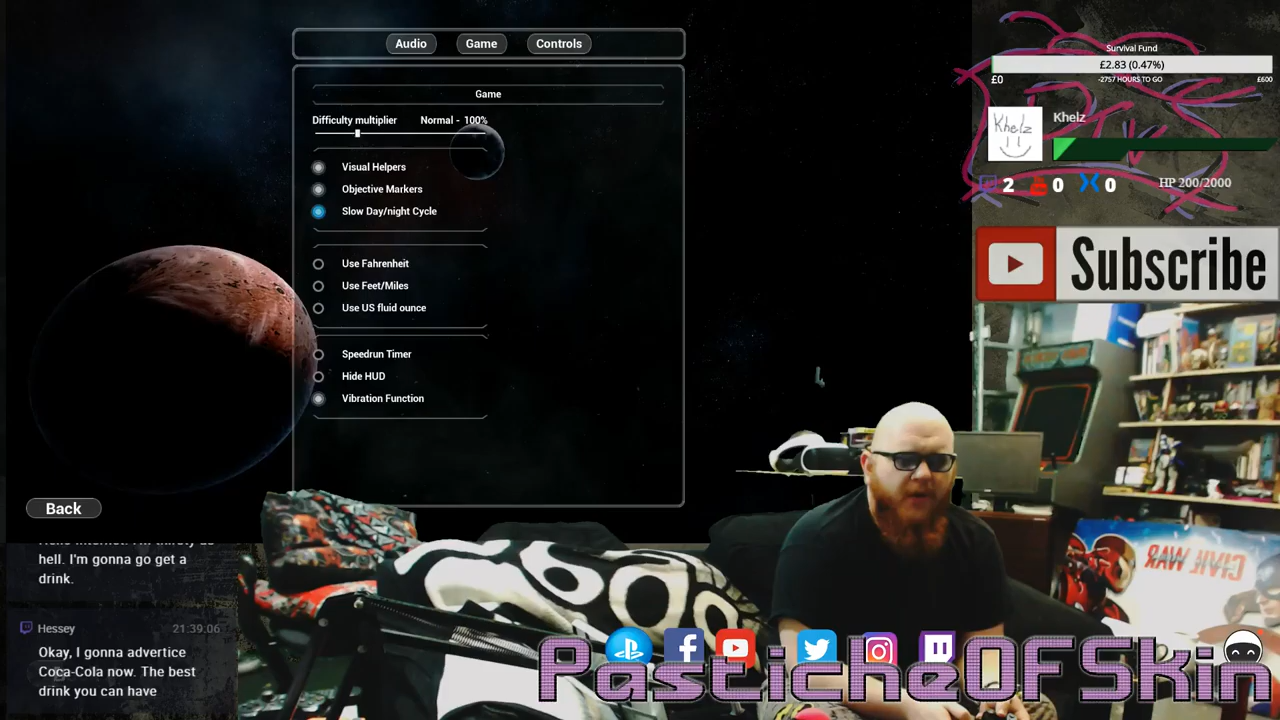 Audio
Game
Controls
Game
Difficulty multiplier
Normal - 100%
Visual Helpers
Objective Markers
Slow Day/night Cycle
Use Fahrenheit
Use Feet/Miles
Use US fluid ounce
Speedrun Timer
Hide HUD
Vibration Function
Back
hell. I'm gonna go get a
drink.
Hessey 21:39:06
Okay, I gonna advertice
Coca-Cola now. The best
drink you can have
Survival Fund
£2.83 (0.47%)
£0
-2757 HOURS TO GO
£600
Khelz
Khelz
2
0
0
HP 200/2000
Subscribe
CIVIL WAR
PasticheOFSkin